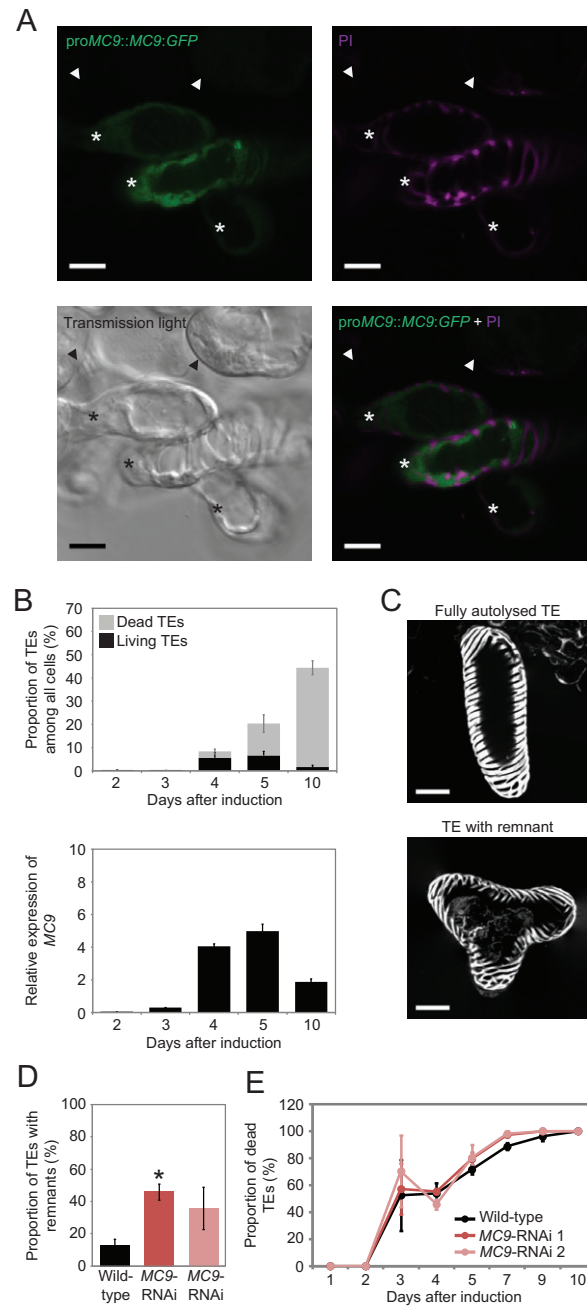 A
proMC9::MC9:GFP
PI
*
*
*
*
*
*
Transmission light
proMC9::MC9:GFP + PI
*
*
*
*
*
*
B
Proportion of TEs
among all cells (%)
70
60
50
40
30
20
10
0
Dead TEs
Living TEs
2 3 4 5 10
Days after induction
Relative expression of
MC9
10
8
6
4
2
0
2 3 4 5 10
Days after induction
C
Fully autolysed TE
TE with remnant
D
Proportion of TEs with
remnants (%)
100
80
60
40
20
0
*
Wild-
type
MC9-
RNAi
MC9-
RNAi
E
Proportion of dead
TEs (%)
120
100
80
60
40
20
0
Wild-type
MC9-RNAi 1
MC9-RNAi 2
1 2 3 4 5 7 9 10
Days after induction